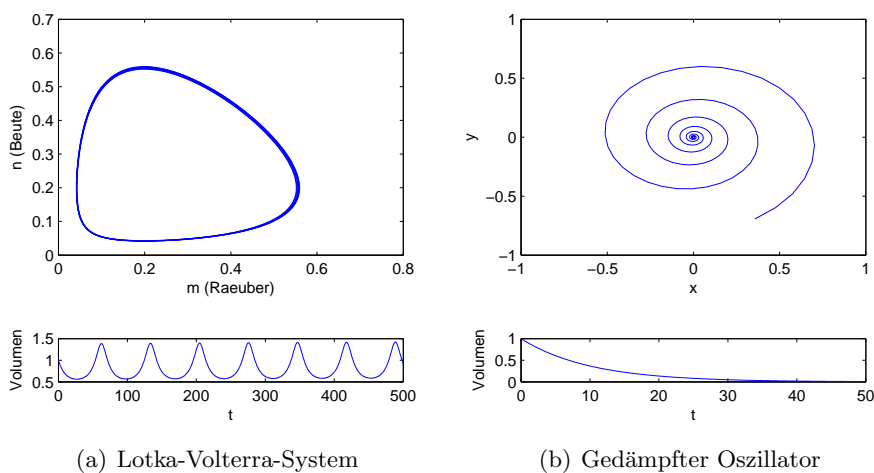 0.7
0.6
0.5
0.4
0.3
0.2
0.1
0
n (Beute)
0 0.2 0.4 0.6 0.8
m (Raeuber)
1.5
1
0.5
Volumen
0 100 200 300 400 500
t
(a) Lotka-Volterra-System
1
0.5
0
−0.5
−1
y
−1 −0.5 0 0.5 1
x
1
0.5
0
Volumen
0 10 20 30 40 50
t
(b) Gedämpfter Oszillator